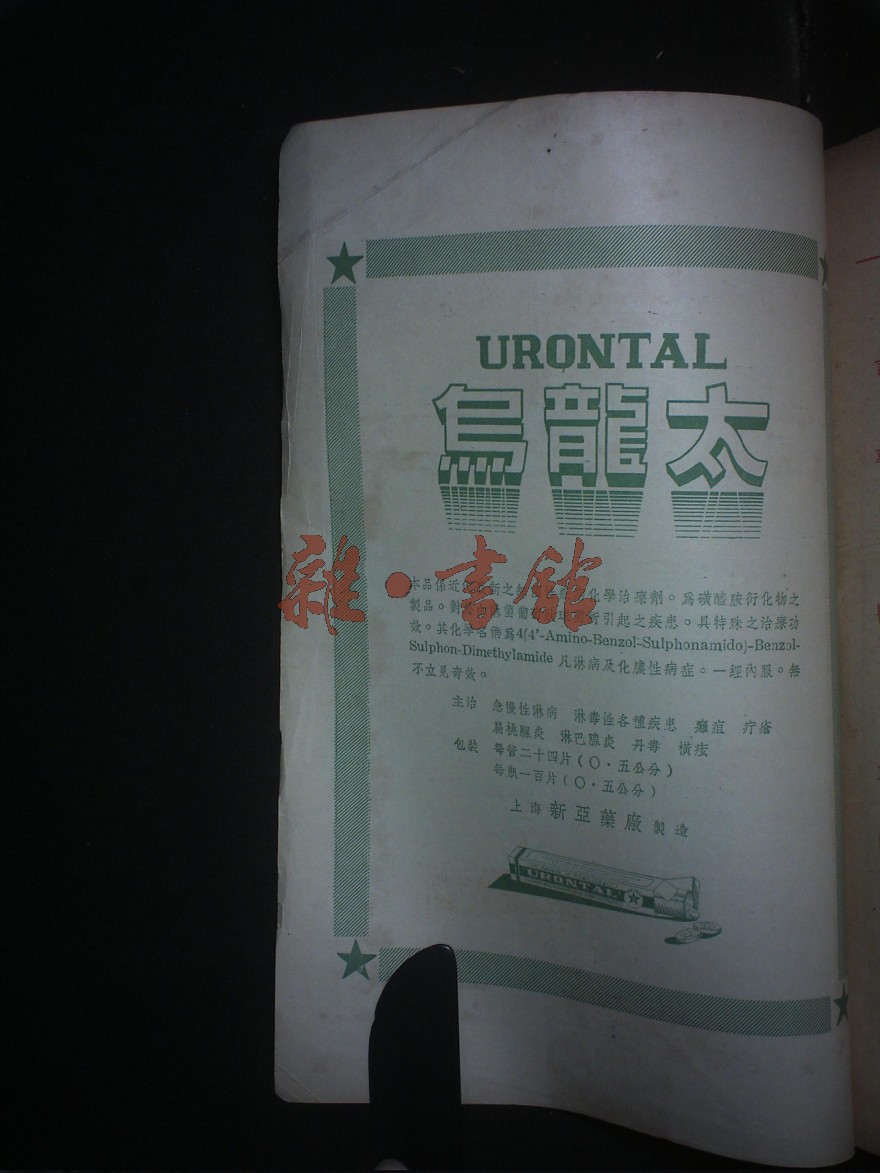 URONTAL
烏龍太
雜·書館
本品係近 新之 化學治療劑。爲磺醯胺衍化物之
製品。對 淋菌葡 所引起之疾患。具特殊之治療功
效。其化學名稱爲4(4'-Amino-Benzol-Sulphonamido)-Benzol-
Sulphon-Dimethylamide 凡淋病及化膿性病症。一經內服。無
不立見奇效。
主治 急慢性淋病 淋毒性各種疾患 癰疽 疔瘡
扁桃腺炎 淋巴腺炎 丹毒 橫痃
包裝 每管二十四片(〇·五公分)
每瓶一百片(〇·五公分)
上海 新亞藥廠 製造
URONTAL